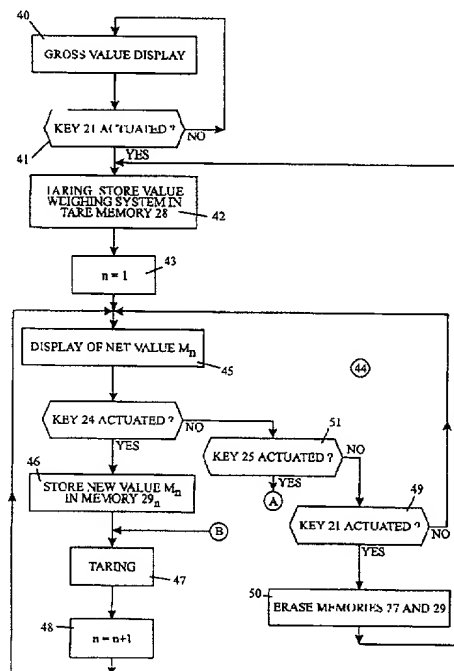 40
GROSS VALUE DISPLAY
KEY 21 ACTUATED ?
NO
41
YES
TARING STORE VALUE
WEIGHING SYSTEM IN
TARE MEMORY 28
42
43
n = 1
DISPLAY OF NET VALUE Mn
45
44
KEY 24 ACTUATED ?
NO
YES
51
KEY 25 ACTUATED ?
NO
YES
A
46
STORE NEW VALUE Mn
IN MEMORY 29n
49
KEY 21 ACTUATED ?
NO
YES
B
TARING
47
50
ERASE MEMORIES 27 AND 29
48
n = n+1